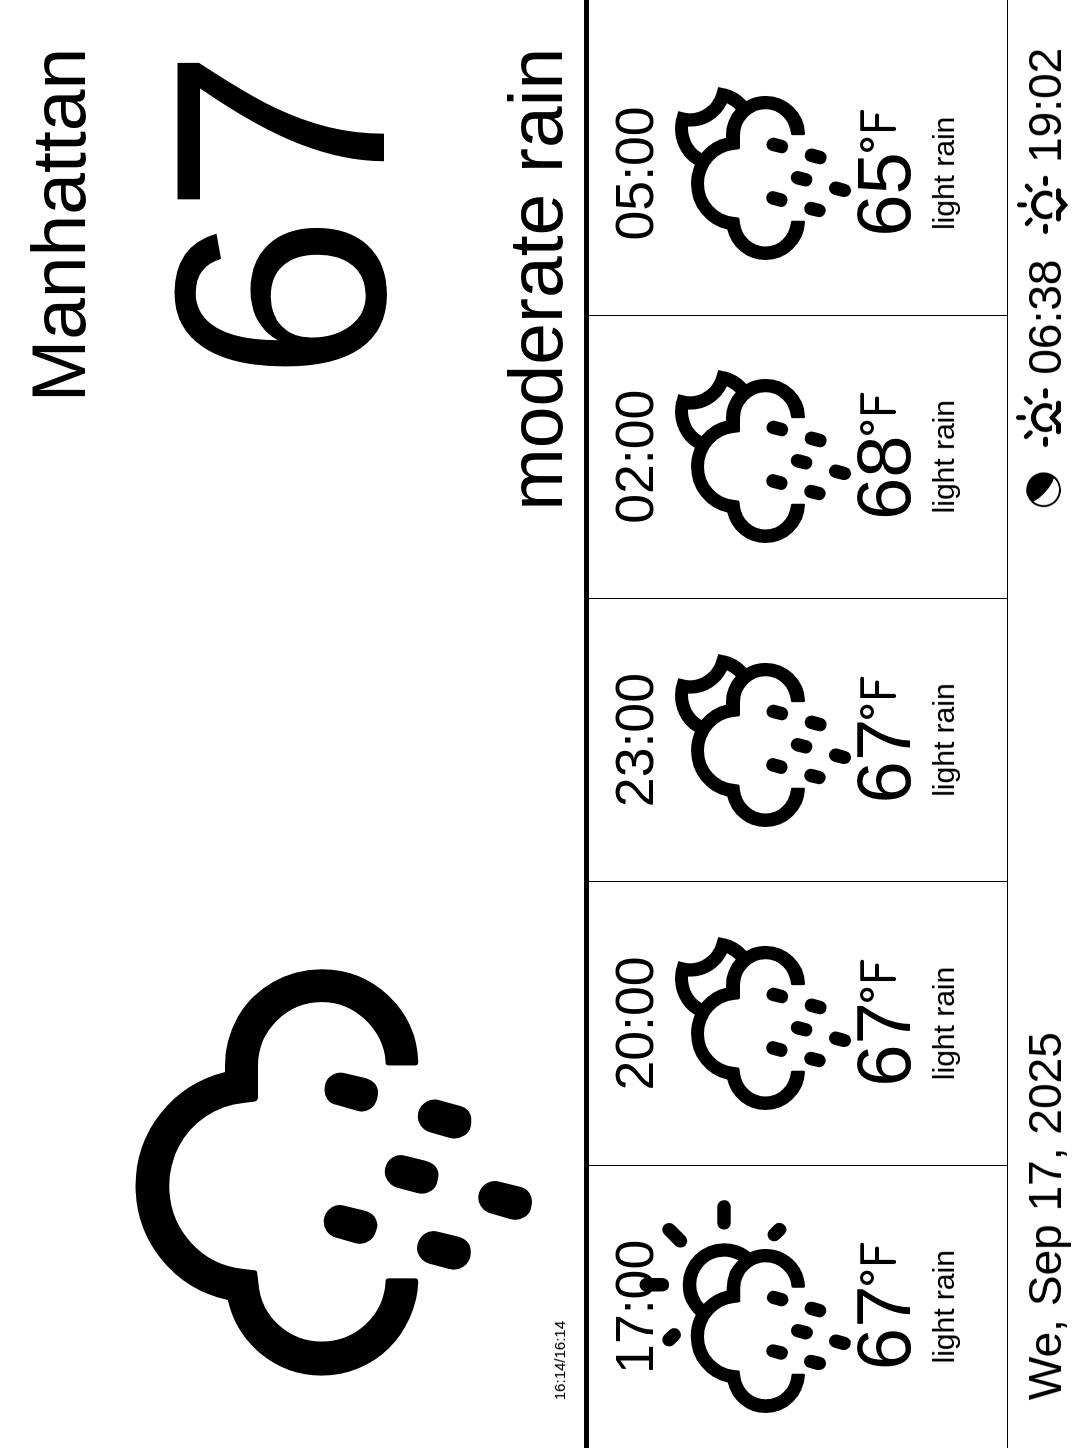 Manhattan
67
moderate rain
16:14/16:14
17:00 20:00 23:00 02:00 05:00
67°F 67°F 67°F 68°F 65°F
light rain light rain light rain light rain light rain
We, Sep 17, 2025 06:38 19:02